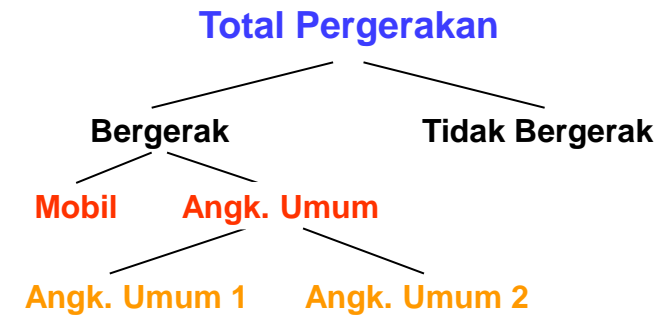 Total Pergerakan
Bergerak Tidak Bergerak
Mobil Angk. Umum
Angk. Umum 1 Angk. Umum 2